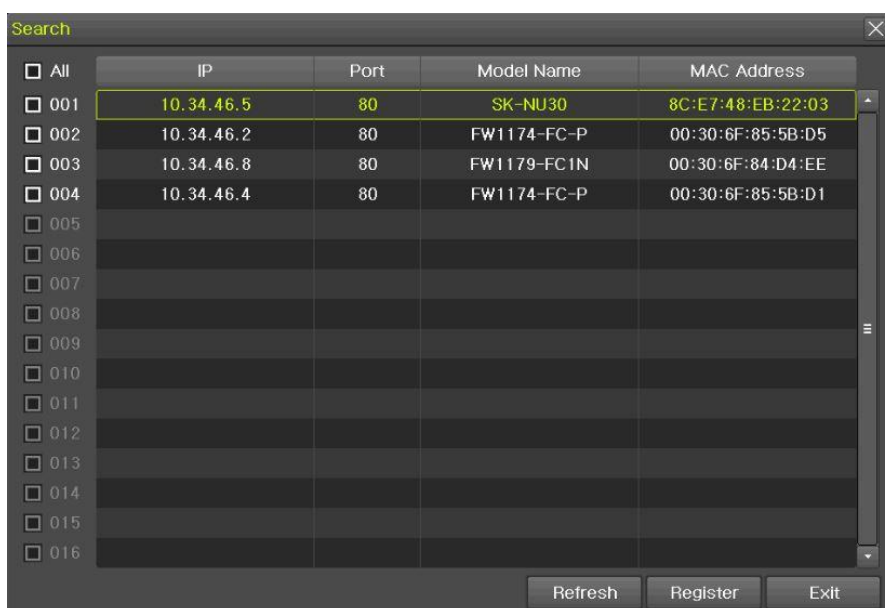 Search
All IP Port Model Name MAC Address
001 10.34.46.5 80 SK-NU30 8C:E7:48:EB:22:03
002 10.34.46.2 80 FW1174-FC-P 00:30:6F:85:5B:D5
003 10.34.46.8 80 FW1179-FC1N 00:30:6F:84:D4:EE
004 10.34.46.4 80 FW1174-FC-P 00:30:6F:85:5B:D1
005
006
007
008
009
010
011
012
013
014
015
016
Refresh Register Exit